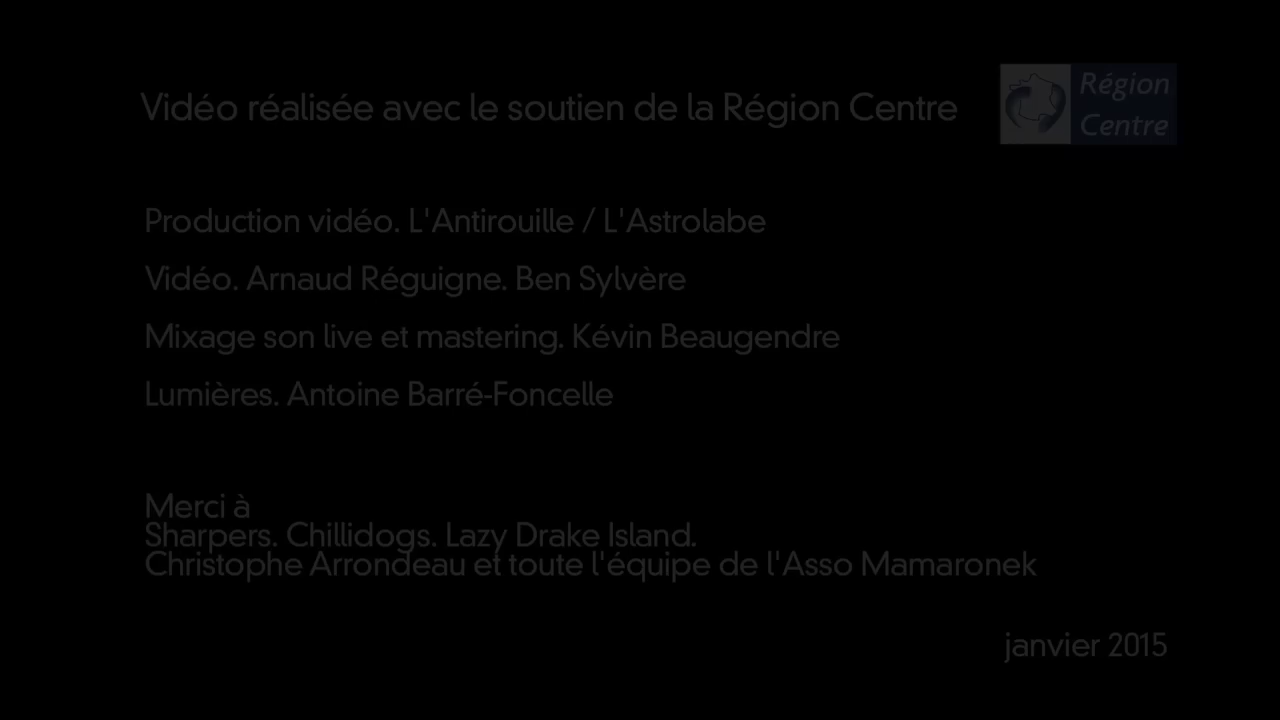 Vidéo réalisée avec le soutien de la Région Centre
Région
Centre
Production vidéo. L'Antirouille / L'Astrolabe
Vidéo. Arnaud Réguigne. Ben Sylvère
Mixage son live et mastering. Kévin Beaugendre
Lumières. Antoine Barré-Foncelle
Merci à
Sharpers. Chillidogs. Lazy Drake Island.
Christophe Arrondeau et toute l'équipe de l'Asso Mamaronek
janvier 2015